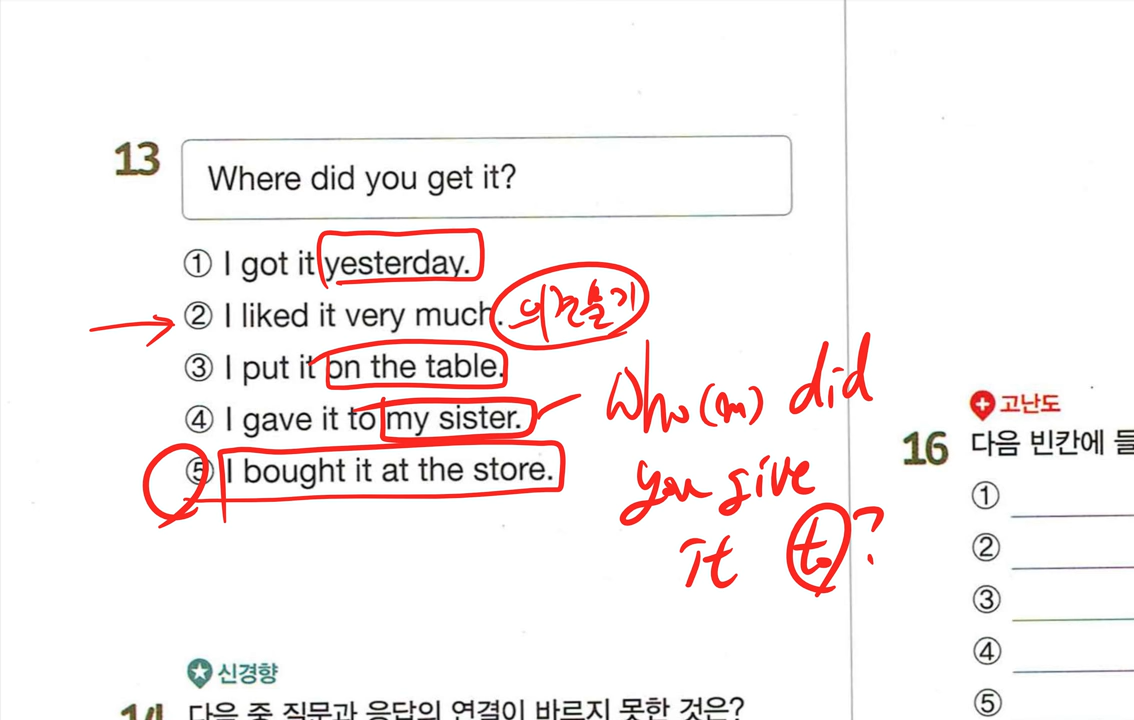 13
Where did you get it?
① I got it yesterday.
② I liked it very much. 의견묻기
③ I put it on the table.
④ I gave it to my sister.
⑤ I bought it at the store.
Who(m) did
you give
it to?
신경향
14
다음 중 질문과 응답의 연결이 바르지 못한 것은?
고난도
16 다음 빈칸에 들
①
②
③
④
⑤